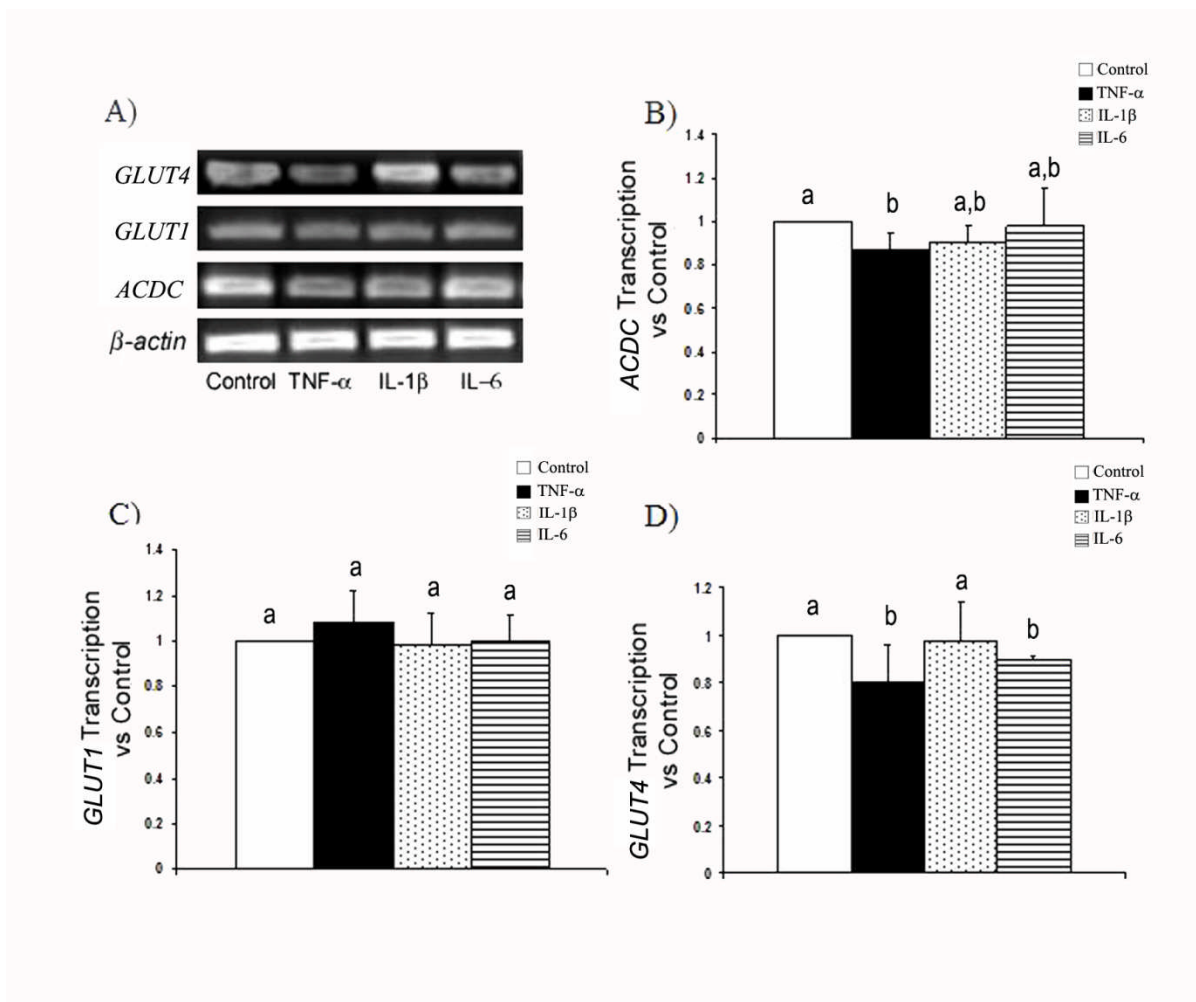 A)
GLUT4
GLUT1
ACDC
β-actin
Control TNF-α IL-1β IL-6
B)
Control
TNF-α
IL-1β
IL-6
ACDC Transcription
vs Control
1.4
1.2
1
0.8
0.6
0.4
0.2
0
a
b
a,b
a,b
C)
Control
TNF-α
IL-1β
IL-6
GLUT1 Transcription
vs Control
1.4
1.2
1
0.8
0.6
0.4
0.2
0
a
a
a
a
D)
Control
TNF-α
IL-1β
IL-6
GLUT4 Transcription
vs Control
1.2
1
0.8
0.6
0.4
0.2
0
a
b
a
b